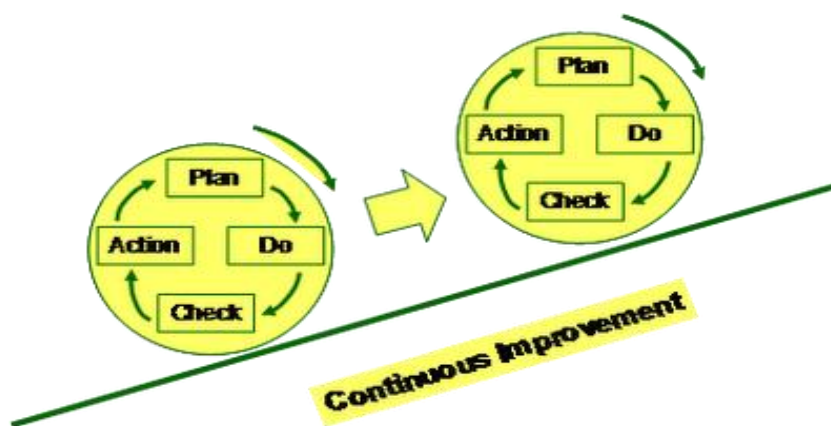 Plan
Action
Do
Check
Plan
Action
Do
Check
Continuous Improvement